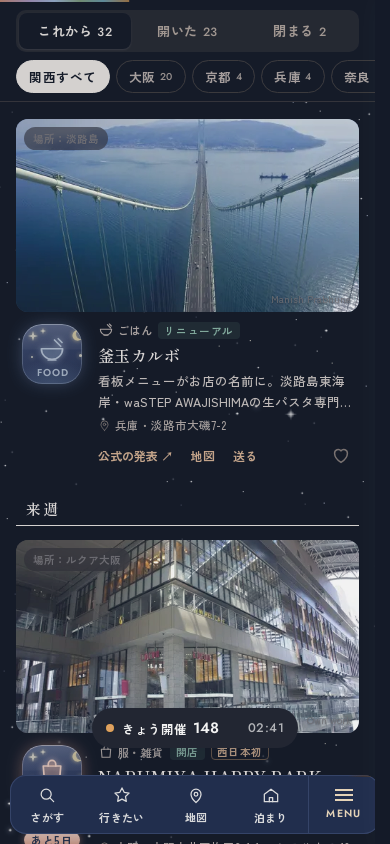 これから 32
開いた 23
閉まる 2
関西すべて
大阪 20
京都 4
兵庫 4
奈良
場所：淡路島
FOOD
ごはん
リニューアル
釜玉カルボ
看板メニューがお店の名前に。淡路島東海
岸・waSTEP AWAJISHIMAの生パスタ専門…
兵庫・淡路市大磯7-2
公式の発表 ↗
地図
送る
来週
場所：ルクア大阪
きょう開催 148
02:41
服・雑貨
開店
西日本初
NARUMIYA HAPPY PARK
さがす
行きたい
地図
泊まり
MENU
あと5日